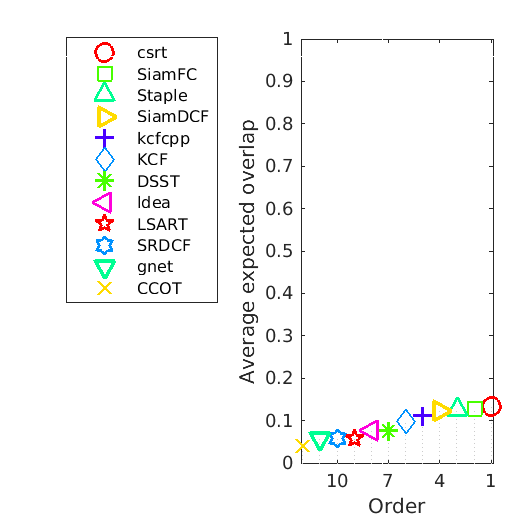 csrt
SiamFC
Staple
SiamDCF
kcfcpp
KCF
DSST
Idea
LSART
SRDCF
gnet
CCOT
Average expected overlap
1
0.9
0.8
0.7
0.6
0.5
0.4
0.3
0.2
0.1
0
10 7 4 1
Order